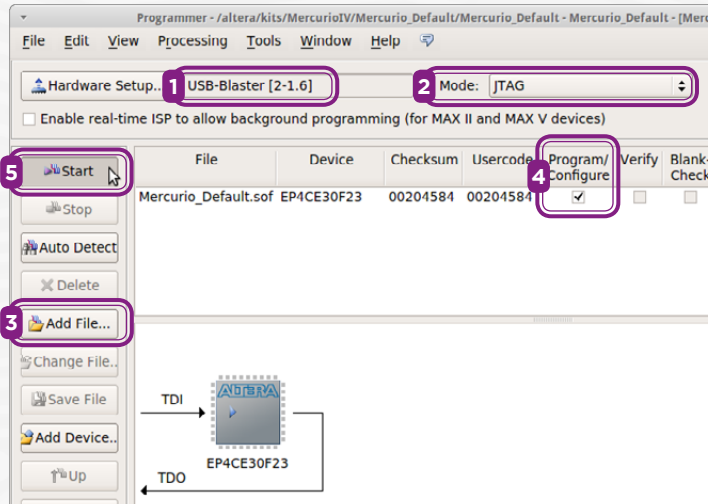 Programmer - /altera/kits/MercurioIV/Mercurio_Default/Mercurio_Default - Mercurio_Default - [Merc
File Edit View Processing Tools Window Help
Hardware Setup... 1 USB-Blaster [2-1.6] 2 Mode: JTAG
Enable real-time ISP to allow background programming (for MAX II and MAX V devices)
5 Start
Stop
Auto Detect
Delete
3 Add File...
Change File..
Save File
Add Device..
Up
File Device Checksum Usercode 4 Program/ Verify Blank-
Configure Check
Mercurio_Default.sof EP4CE30F23 00204584 00204584
TDI
ALTERA
EP4CE30F23
TDO